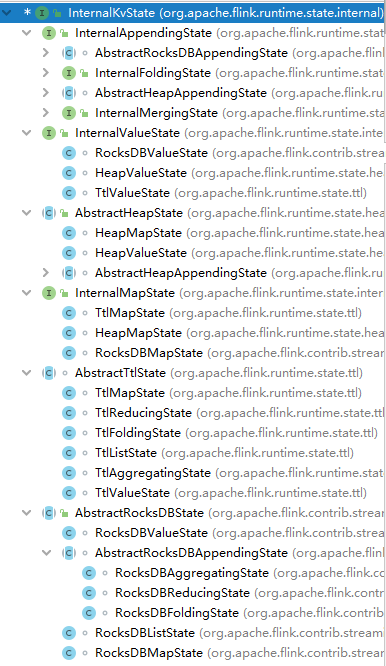 * InternalKvState (org.apache.flink.runtime.state.internal)
InternalAppendingState (org.apache.flink.runtime.state
AbstractRocksDBAppendingState (org.apache.flin
InternalFoldingState (org.apache.flink.runtime.s
AbstractHeapAppendingState (org.apache.flink.r
InternalMergingState (org.apache.flink.runtime.
InternalValueState (org.apache.flink.runtime.state.inte
RocksDBValueState (org.apache.flink.contrib.strea
HeapValueState (org.apache.flink.runtime.state.he
TtlValueState (org.apache.flink.runtime.state.ttl)
AbstractHeapState (org.apache.flink.runtime.state.hea
HeapMapState (org.apache.flink.runtime.state.hea
HeapValueState (org.apache.flink.runtime.state.he
AbstractHeapAppendingState (org.apache.flink.ru
InternalMapState (org.apache.flink.runtime.state.inter
TtlMapState (org.apache.flink.runtime.state.ttl)
HeapMapState (org.apache.flink.runtime.state.hea
RocksDBMapState (org.apache.flink.contrib.strean
AbstractTtlState (org.apache.flink.runtime.state.ttl)
TtlMapState (org.apache.flink.runtime.state.ttl)
TtlReducingState (org.apache.flink.runtime.state.tt
TtlFoldingState (org.apache.flink.runtime.state.ttl)
TtlListState (org.apache.flink.runtime.state.ttl)
TtlAggregatingState (org.apache.flink.runtime.stat
TtlValueState (org.apache.flink.runtime.state.ttl)
AbstractRocksDBState (org.apache.flink.contrib.stream
RocksDBValueState (org.apache.flink.contrib.strea
AbstractRocksDBAppendingState (org.apache.flin
RocksDBAggregatingState (org.apache.flink.co
RocksDBReducingState (org.apache.flink.contr
RocksDBFoldingState (org.apache.flink.contrib
RocksDBListState (org.apache.flink.contrib.stream
RocksDBMapState (org.apache.flink.contrib.stream